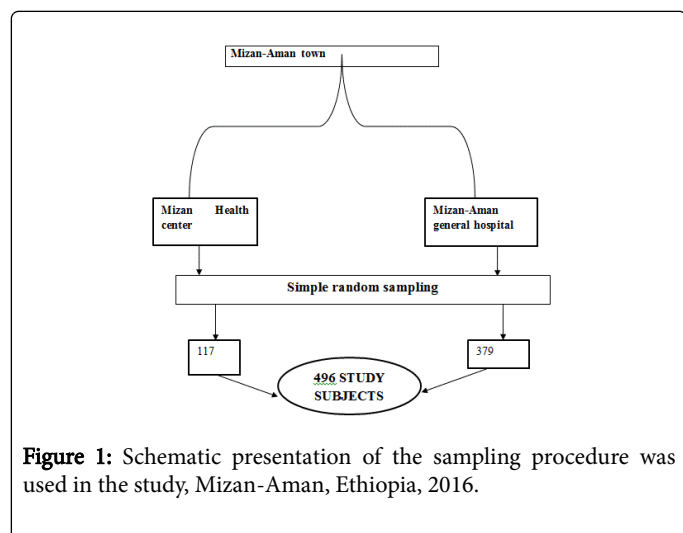 Mizan-Aman town
Mizan Health
center
Mizan-Aman
general hospital
Simple random sampling
117
379
496 STUDY
SUBJECTS
Figure 1: Schematic presentation of the sampling procedure was
used in the study, Mizan-Aman, Ethiopia, 2016.